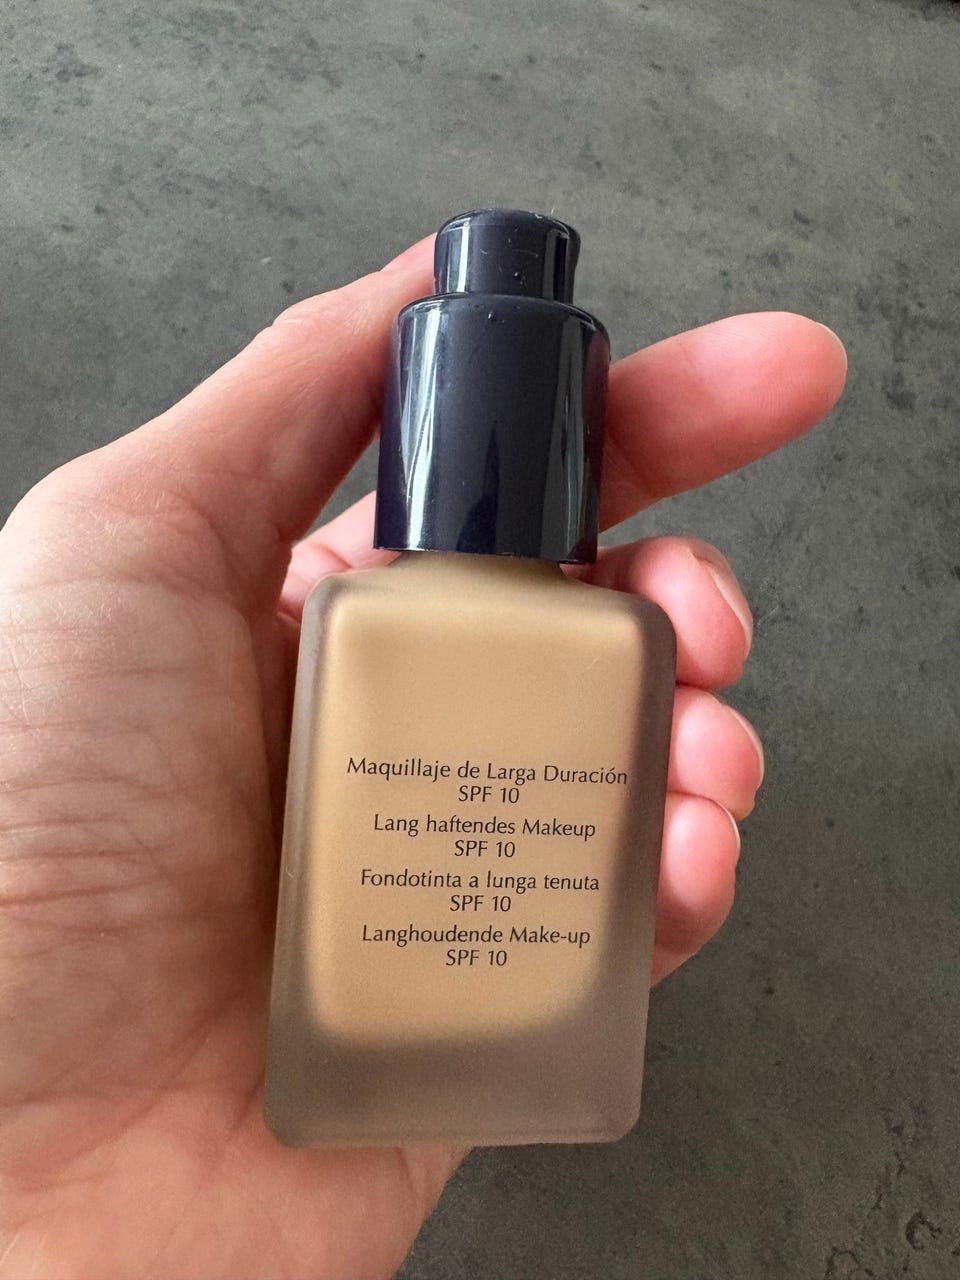 Maquillaje de Larga Duración
SPF 10
Lang haftendes Makeup
SPF 10
Fondotinta a lunga tenuta
SPF 10
Langhoudende Make-up
SPF 10